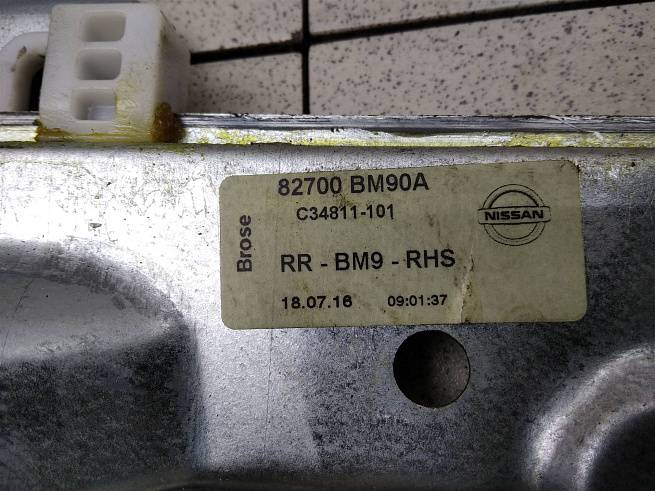 82700 BM90A
C34811-101
NISSAN
Brose
RR - BM9 - RHS
18.07.16 09:01:37